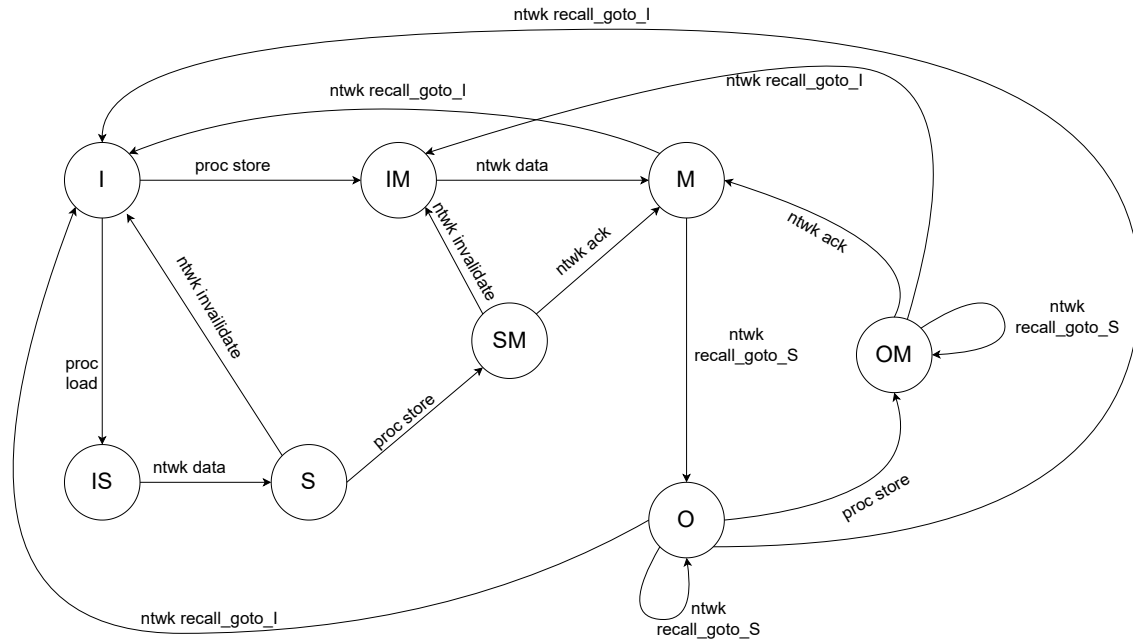 ntwk recall_goto_I
ntwk recall_goto_I
ntwk recall_goto_I
I
proc store
IM
ntwk data
M
ntwk invalidate
ntwk ack
ntwk ack
ntwk invailidate
SM
ntwk
recall_goto_S
OM
ntwk
recall_goto_S
proc
load
proc store
IS
ntwk data
S
O
proc store
ntwk recall_goto_I
ntwk
recall_goto_S